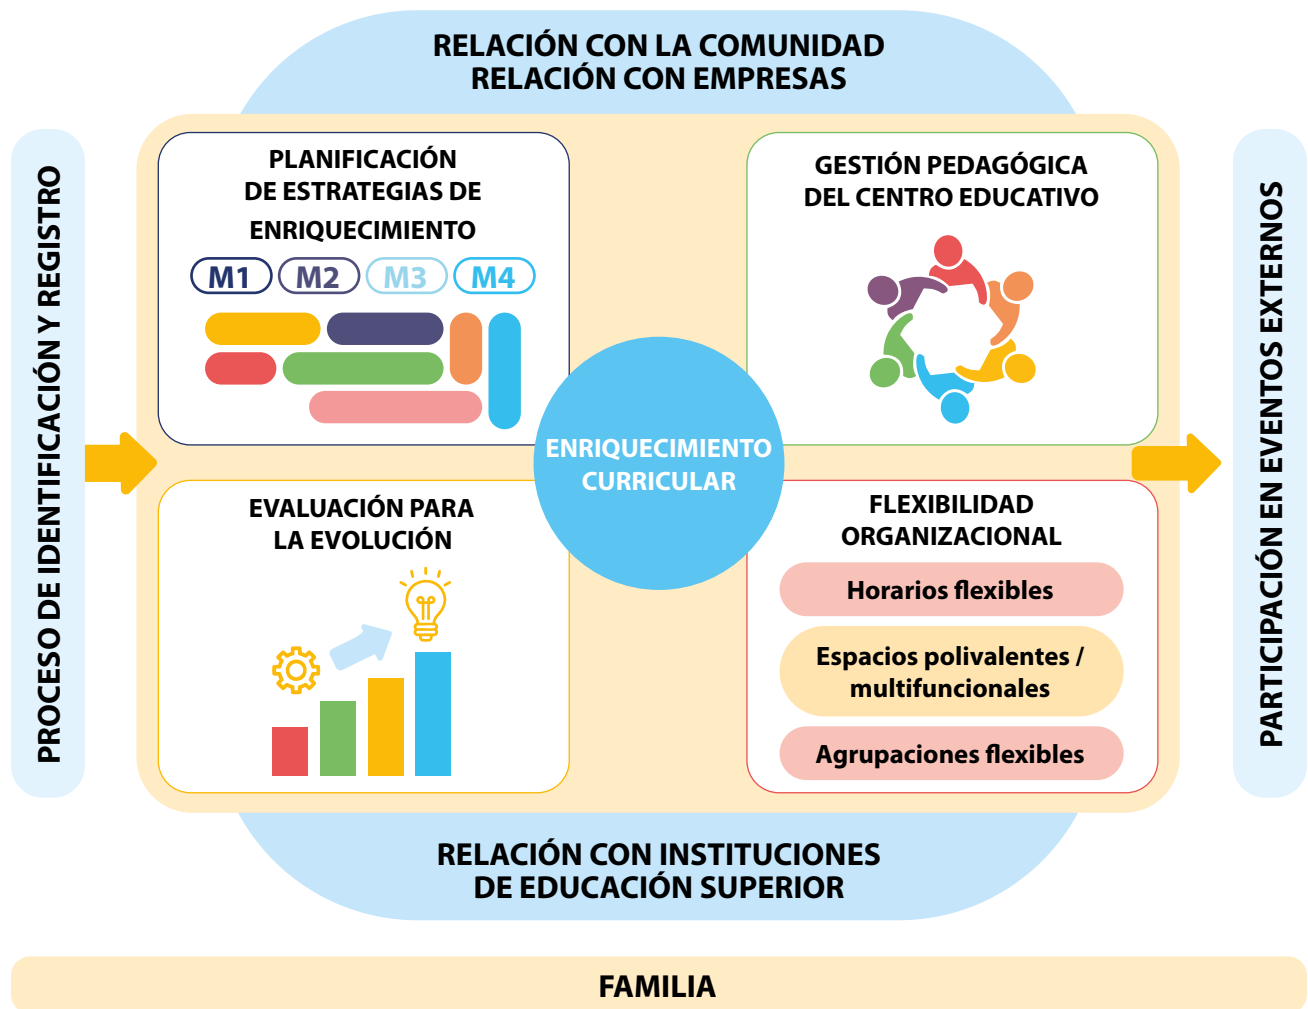 RELACIÓN CON LA COMUNIDAD
RELACIÓN CON EMPRESAS
PROCESO DE IDENTIFICACIÓN Y REGISTRO
PLANIFICACIÓN
DE ESTRATEGIAS DE
ENRIQUECIMIENTO
M1 M2 M3 M4
GESTIÓN PEDAGÓGICA
DEL CENTRO EDUCATIVO
ENRIQUECIMIENTO
CURRICULAR
EVALUACIÓN PARA
LA EVOLUCIÓN
FLEXIBILIDAD
ORGANIZACIONAL
Horarios flexibles
Espacios polivalentes /
multifuncionales
Agrupaciones flexibles
PARTICIPACIÓN EN EVENTOS EXTERNOS
RELACIÓN CON INSTITUCIONES
DE EDUCACIÓN SUPERIOR
FAMILIA